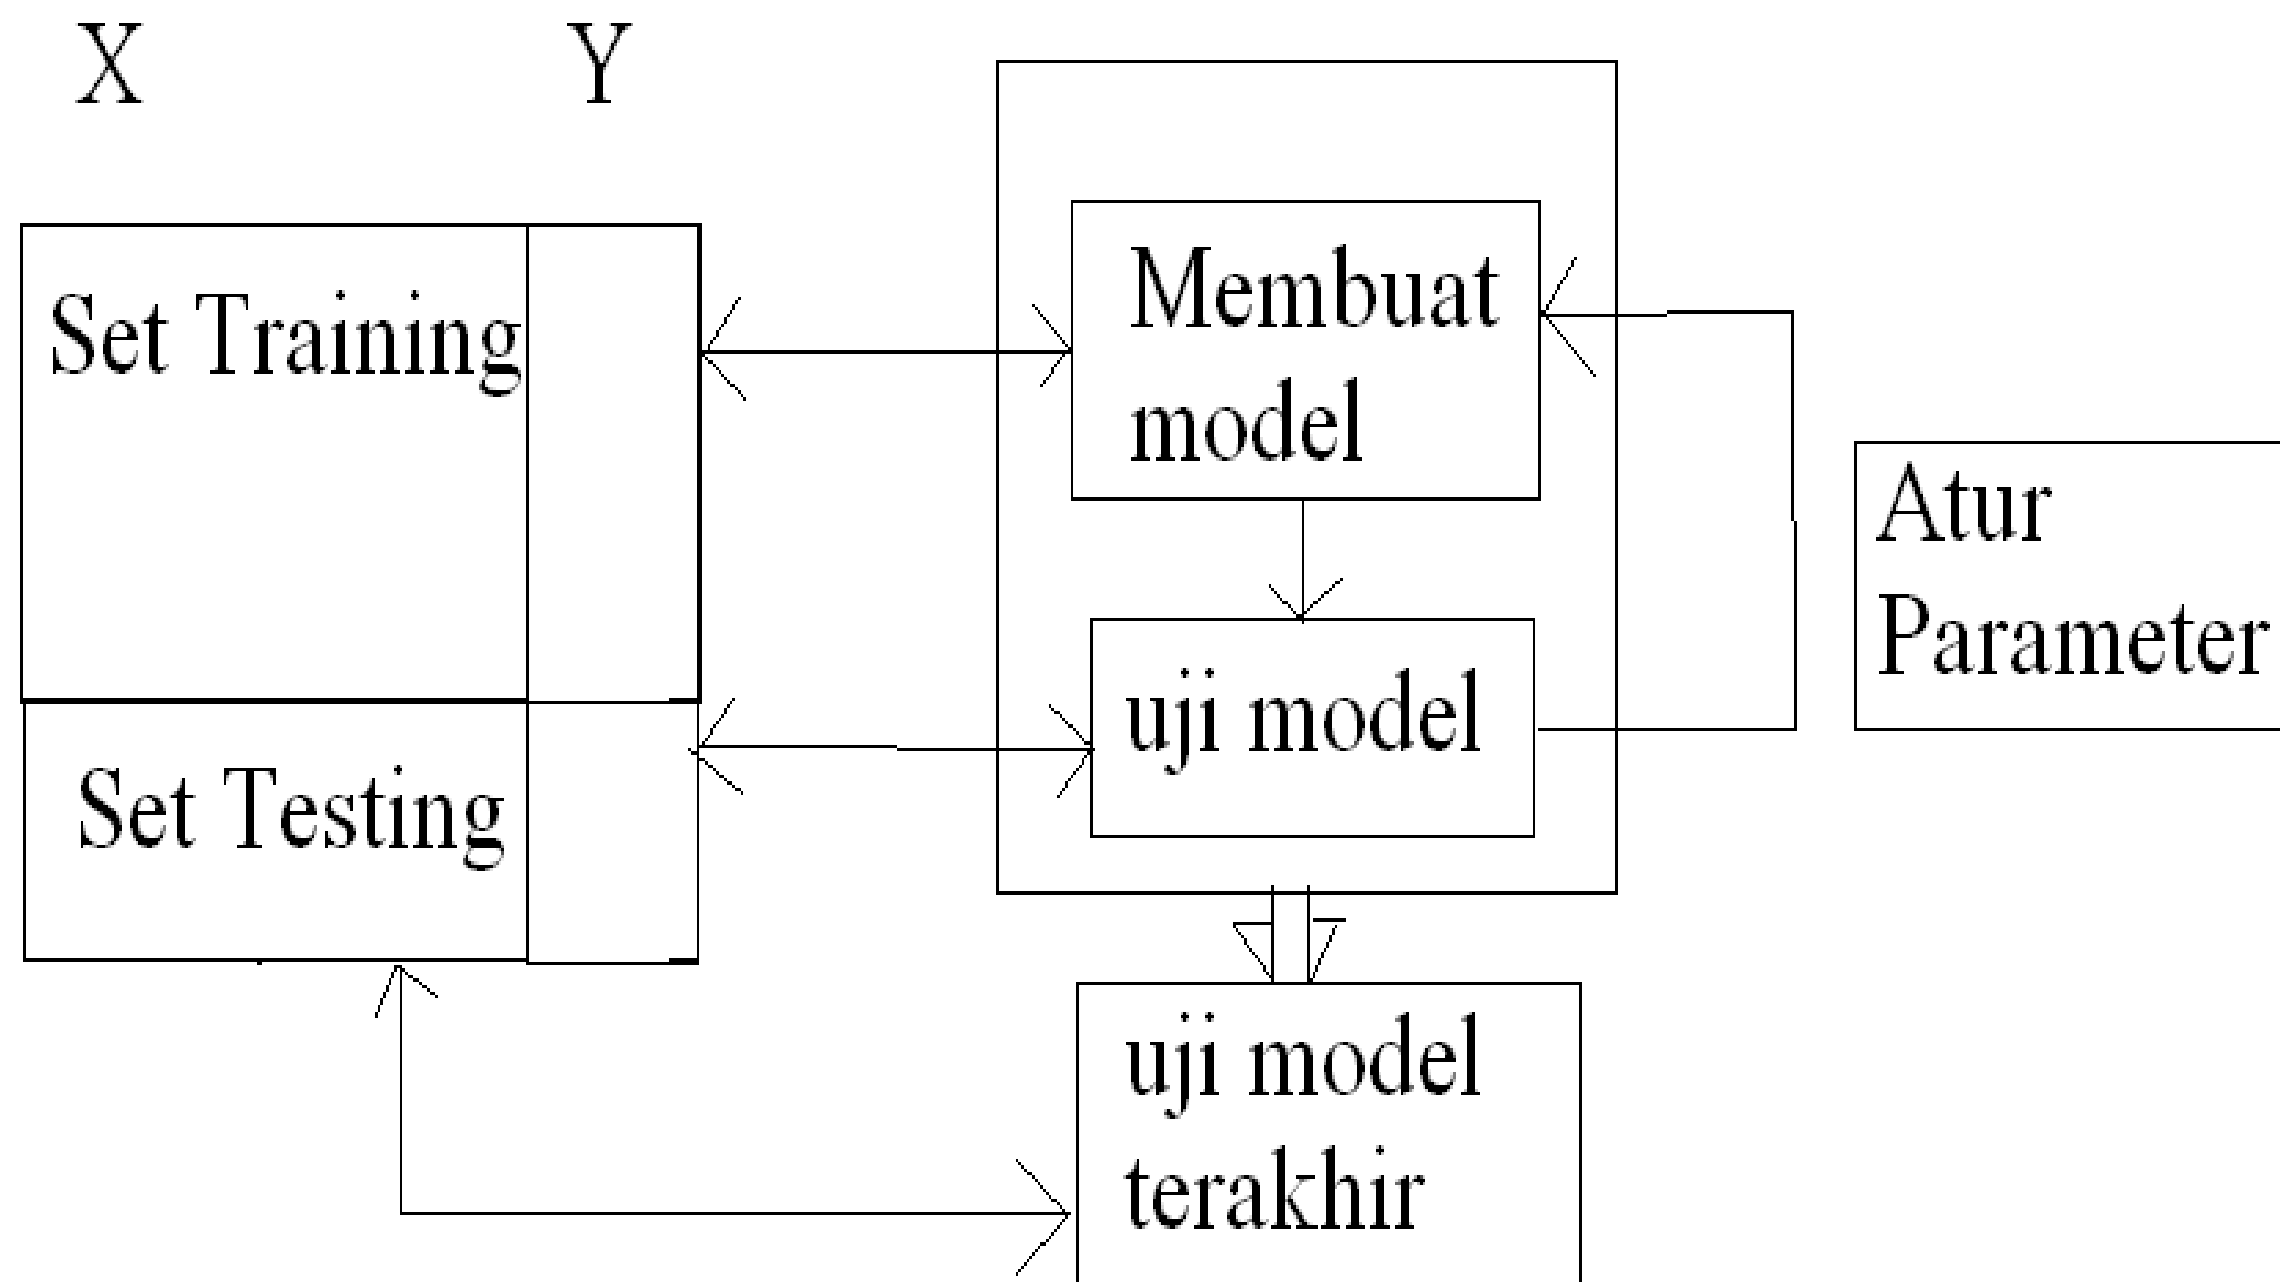 X Y
Set Training
Membuat
model
Atur
Parameter
uji model
Set Testing
uji model
terakhir